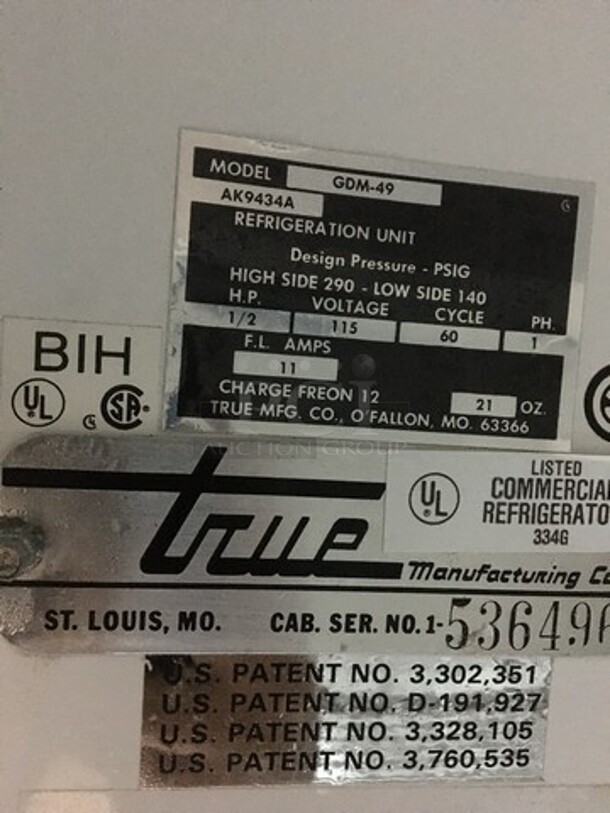 MODEL GDM-49
AK9434A
REFRIGERATION UNIT
Design Pressure - PSIG
HIGH SIDE 290 - LOW SIDE 140
H.P. VOLTAGE CYCLE PH.
1/2 115 60 1
F.L. AMPS
11
CHARGE FREON 12 21 OZ.
TRUE MFG. CO., O'FALLON, MO. 63366
BIH
UL
SA
AUCTION GROUP
True
Manufacturing
UL
LISTED
COMMERCIAL
REFRIGERATO
334G
ST. LOUIS, MO. CAB. SER. NO. 1-536496
U.S. PATENT NO. 3,302,351
U.S. PATENT NO. D-191,927
U.S. PATENT NO. 3,328,105
U.S. PATENT NO. 3,760,535